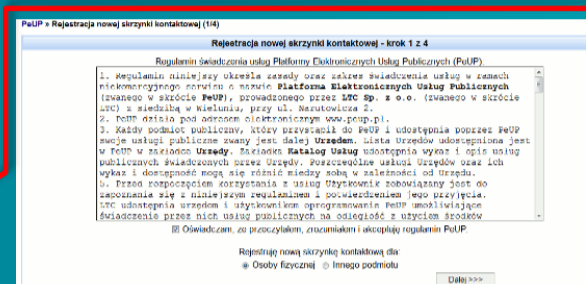 PeUP » Rejestracja nowej skrzynki kontaktowej (1/4)
Rejestracja nowej skrzynki kontaktowej - krok 1 z 4
Regulamin świadczenia usług Platformy Elektronicznych Usług Publicznych (PeUP):
1. Regulamin niniejszy określa zasady oraz zakres świadczenia usług w ramach
niekomercyjnego serwisu o nazwie Platforma Elektronicznych Usług Publicznych
(zwanego w skrócie PeUP), prowadzonego przez LTC Sp. z o.o. (zwanego w skrócie
LTC) z siedzibą w Wieluniu, przy ul. Narutowicza 2.
2. PeUP działa pod adresem elektronicznym www.peup.pl.
3. Każdy podmiot publiczny, który przystąpił do PeUP i udostępnia poprzez PeUP
swoje usługi publiczne zwany jest dalej Urzędem. Lista Urzędów udostępniona jest
w PeUP w zakładce Urzędy. Zakładka Katalog Usług udostępnia wykaz i opis usług
publicznych świadczonych przez Urzędy. Poszczególne usługi Urzędów oraz ich
wykaz i dostępność mogą się różnić miedzy sobą w zależności od Urzędu.
5. Przed rozpoczęciem korzystania z usług Użytkownik zobowiązany jest do
zapoznania się z niniejszym regulaminem i potwierdzeniem jego przyjęcia.
LTC udostępnia urzędom i użytkownikom oprogramowanie PeUP umożliwiające
świadczenie przez nich usług publicznych na odległość z użyciem środków
Oświadczam, że przeczytałem, zrozumiałem i akceptuję regulamin PeUP.
Rejestruję nową skrzynkę kontaktową dla:
Osoby fizycznej Innego podmiotu
Dalej >>>